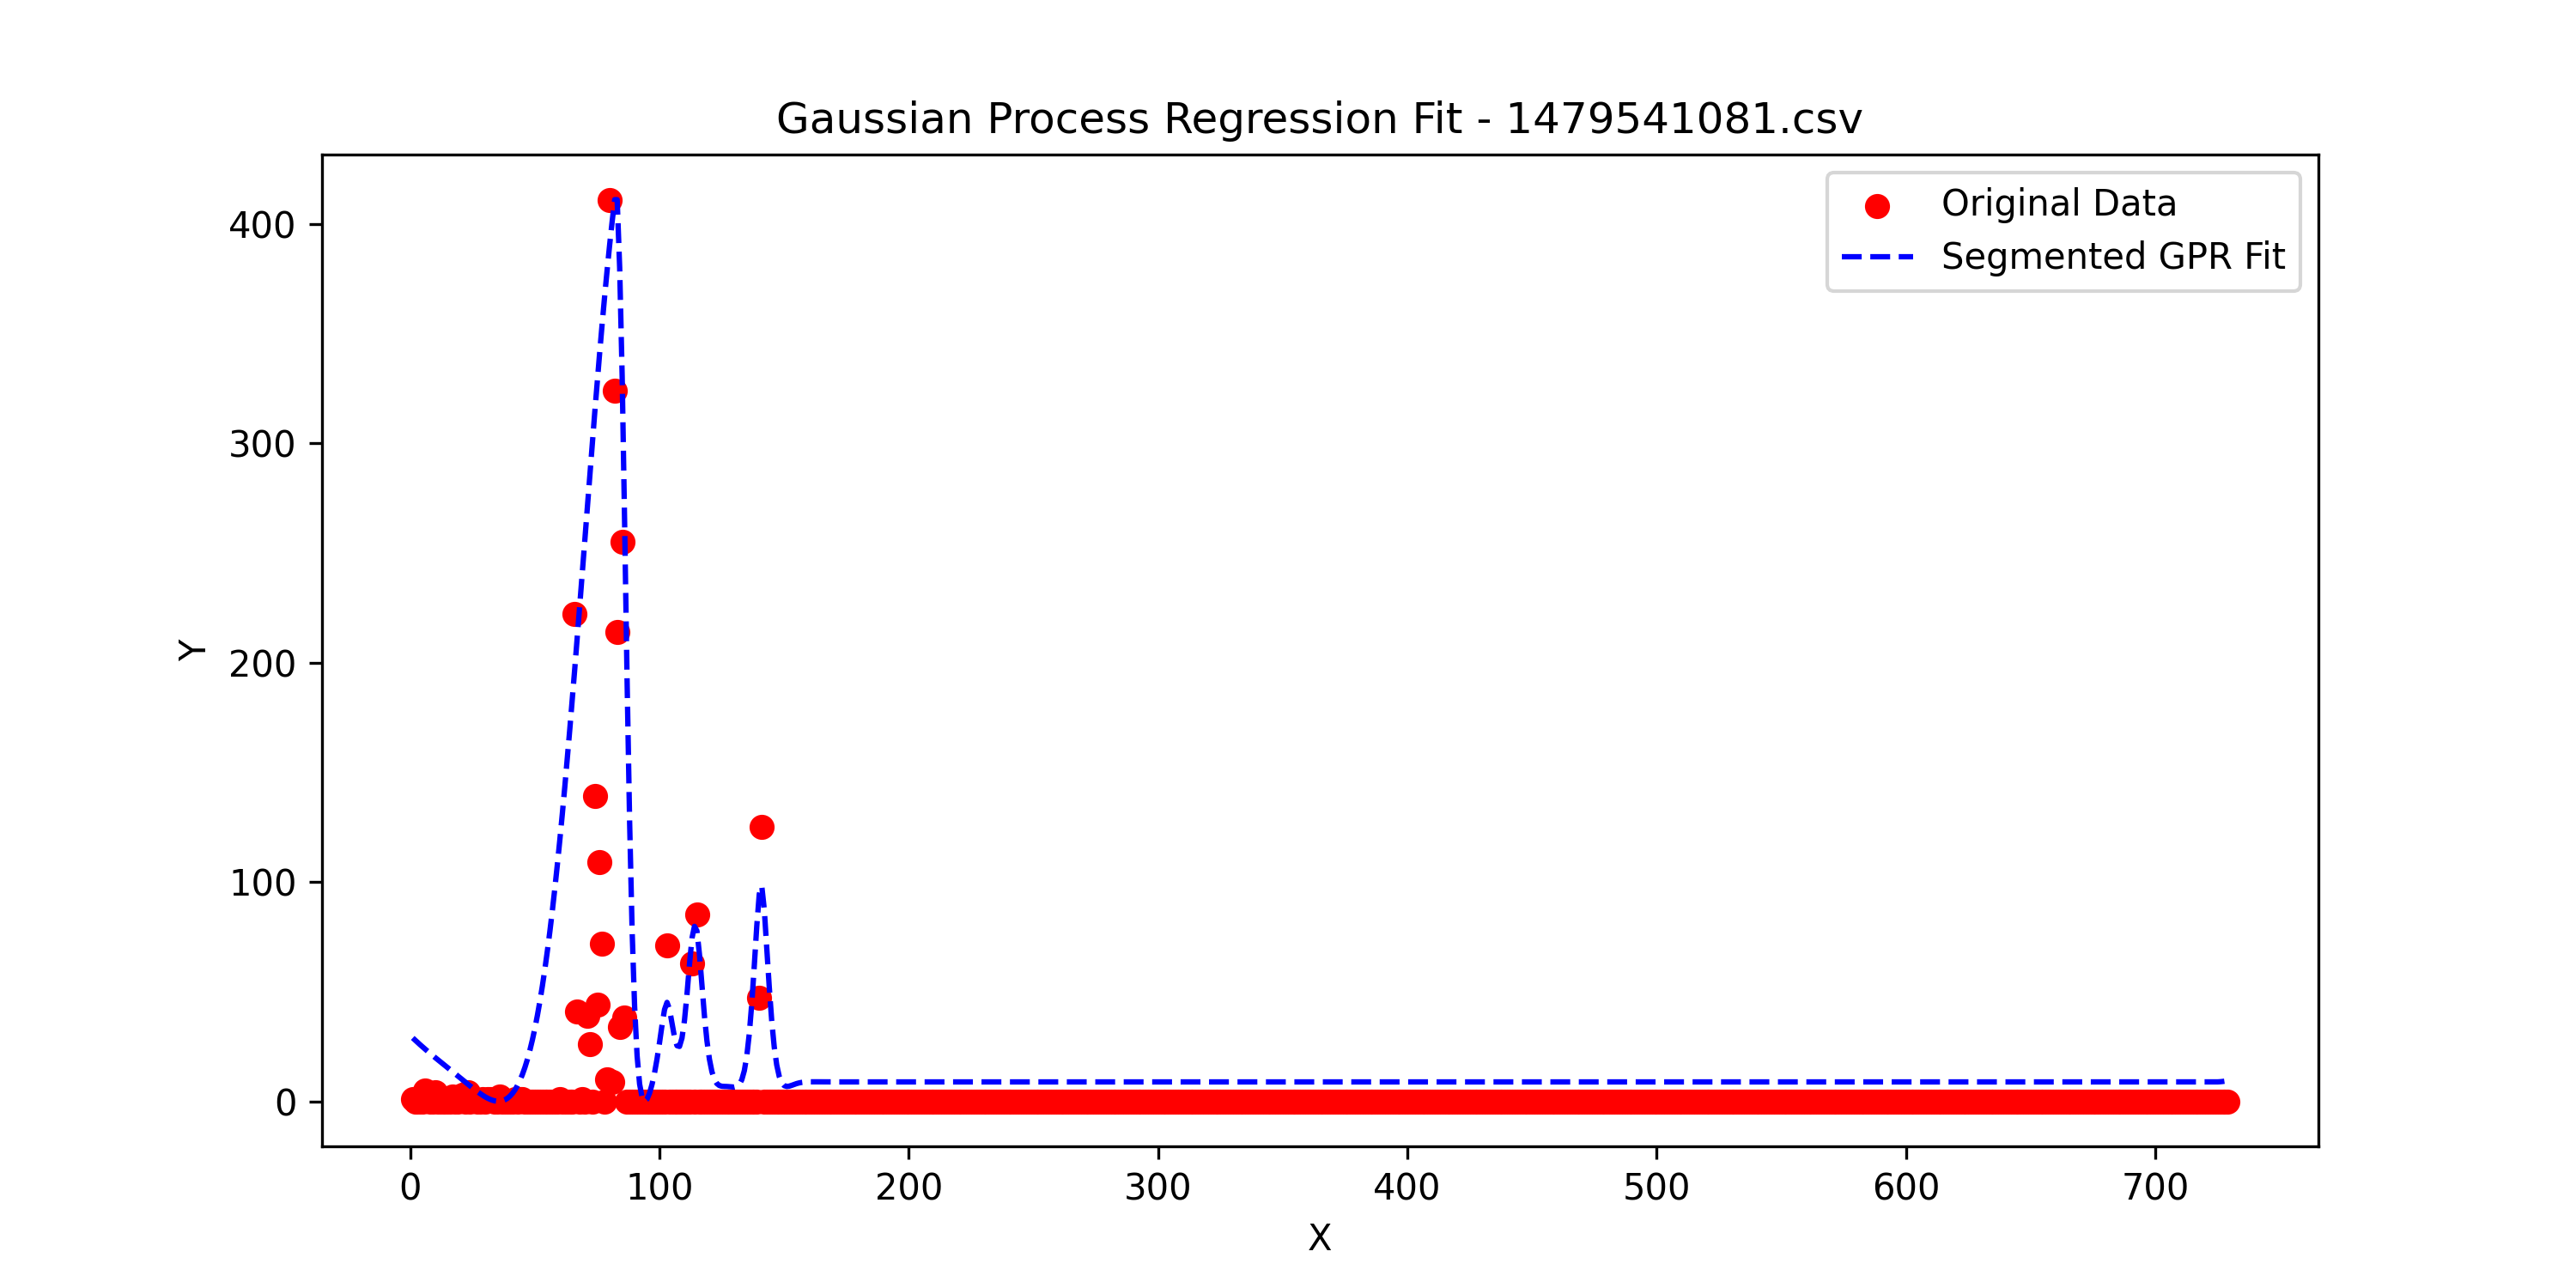 Gaussian Process Regression Fit - 1479541081.csv
Original Data
Segmented GPR Fit
400
300
200
100
0
Y
0 100 200 300 400 500 600 700
X